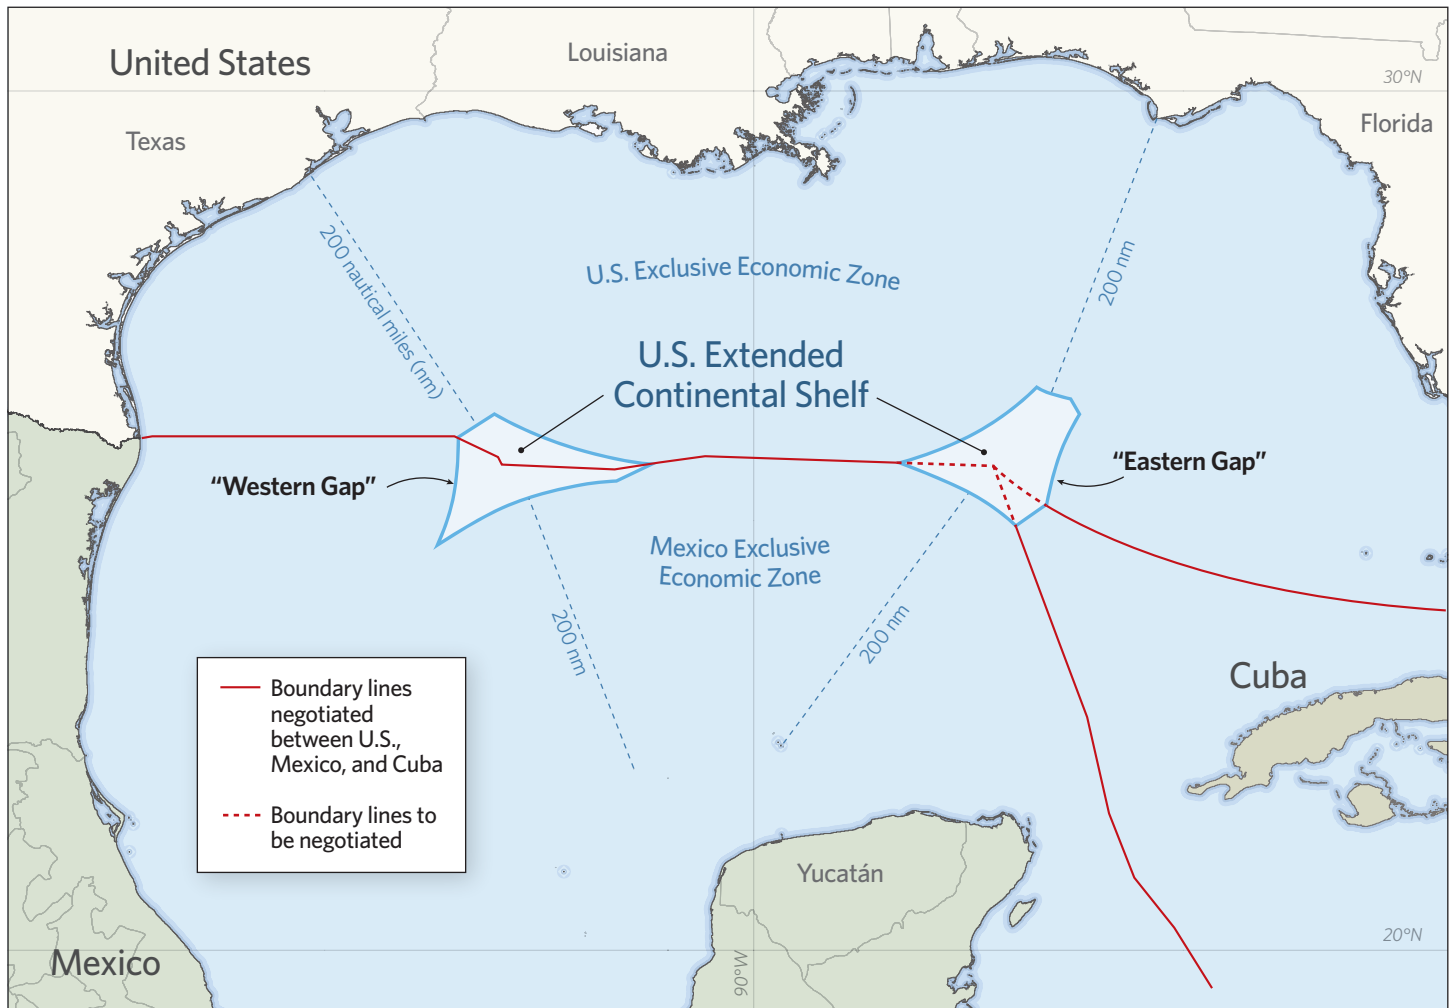 United States
Louisiana
30°N
Texas
Florida
200 nautical miles (nm)
U.S. Exclusive Economic Zone
200 nm
U.S. Extended
Continental Shelf
"Western Gap"
"Eastern Gap"
Mexico Exclusive
Economic Zone
200 nm
200 nm
Boundary lines
negotiated
between U.S.,
Mexico, and Cuba
Boundary lines to
be negotiated
Cuba
Yucatán
20°N
Mexico
90°W